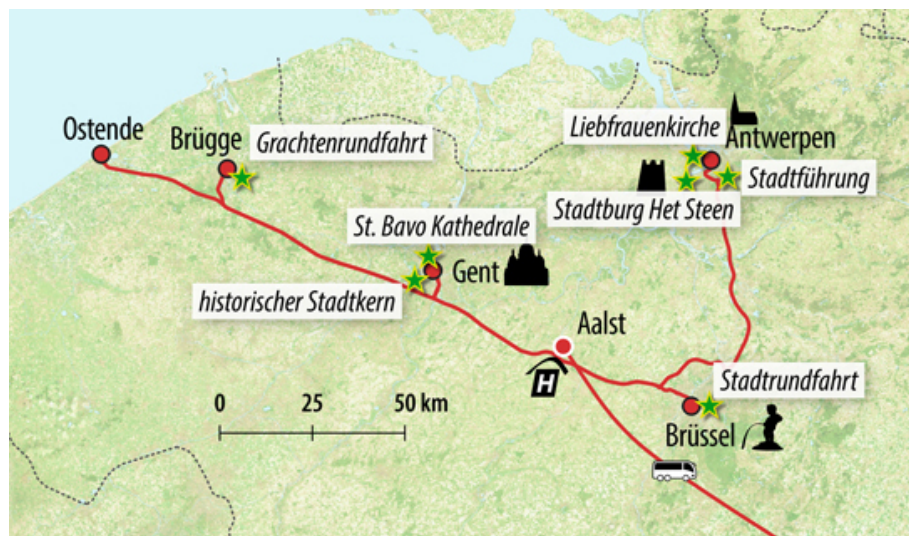 Ostende
Brügge
Grachtenrundfahrt
Liebfrauenkirche
Antwerpen
Stadtführung
Stadtburg Het Steen
St. Bavo Kathedrale
Gent
historischer Stadtkern
Aalst
H
Stadtrundfahrt
Brüssel
0 25 50 km